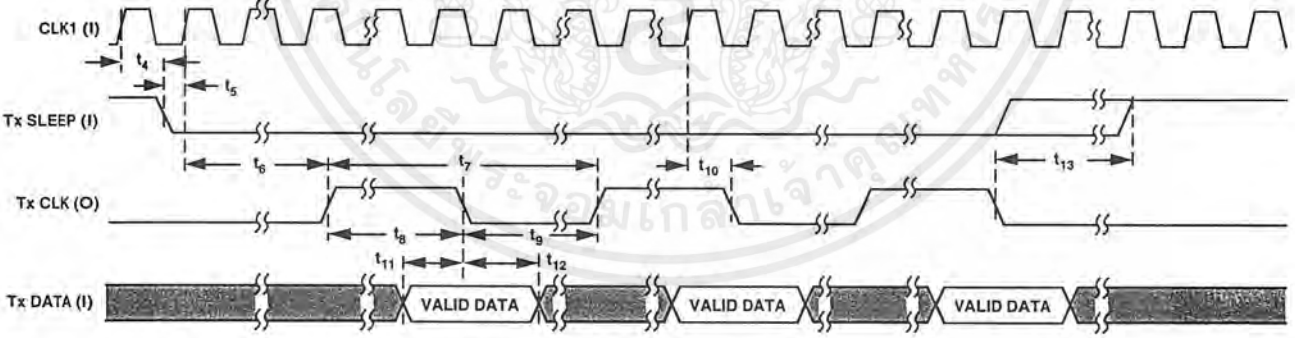 CLK1 (I)
t4
t5
Tx SLEEP (I)
t6
t7
t10
t13
Tx CLK (O)
t8
t9
t11
t12
Tx DATA (I)
VALID DATA
VALID DATA
VALID DATA